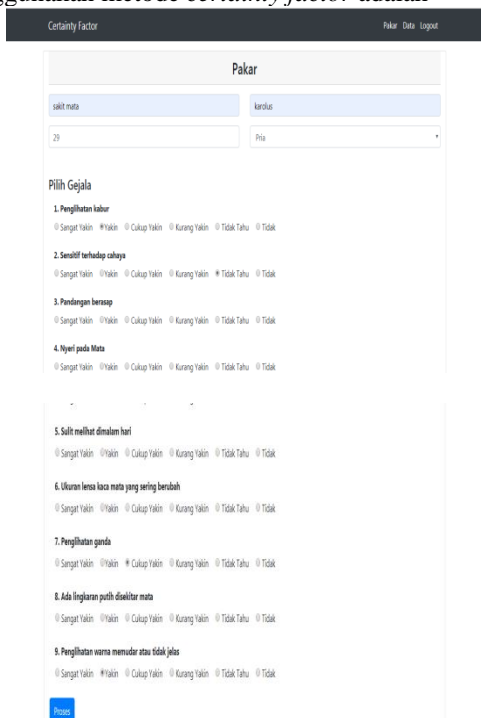 ggunakan metode certainty factor adalah
Certainty Factor Pakar Data Logout
Pakar
sakit mata karolus
29 Pria
Pilih Gejala
1. Penglihatan kabur
Sangat Yakin Yakin Cukup Yakin Kurang Yakin Tidak Tahu Tidak
2. Sensitif terhadap cahaya
Sangat Yakin Yakin Cukup Yakin Kurang Yakin Tidak Tahu Tidak
3. Pandangan berasap
Sangat Yakin Yakin Cukup Yakin Kurang Yakin Tidak Tahu Tidak
4. Nyeri pada Mata
Sangat Yakin Yakin Cukup Yakin Kurang Yakin Tidak Tahu Tidak
5. Sulit melihat dimalam hari
Sangat Yakin Yakin Cukup Yakin Kurang Yakin Tidak Tahu Tidak
6. Ukuran lensa kaca mata yang sering berubah
Sangat Yakin Yakin Cukup Yakin Kurang Yakin Tidak Tahu Tidak
7. Penglihatan ganda
Sangat Yakin Yakin Cukup Yakin Kurang Yakin Tidak Tahu Tidak
8. Ada lingkaran putih disekitar mata
Sangat Yakin Yakin Cukup Yakin Kurang Yakin Tidak Tahu Tidak
9. Penglihatan warna memudar atau tidak jelas
Sangat Yakin Yakin Cukup Yakin Kurang Yakin Tidak Tahu Tidak
Proses